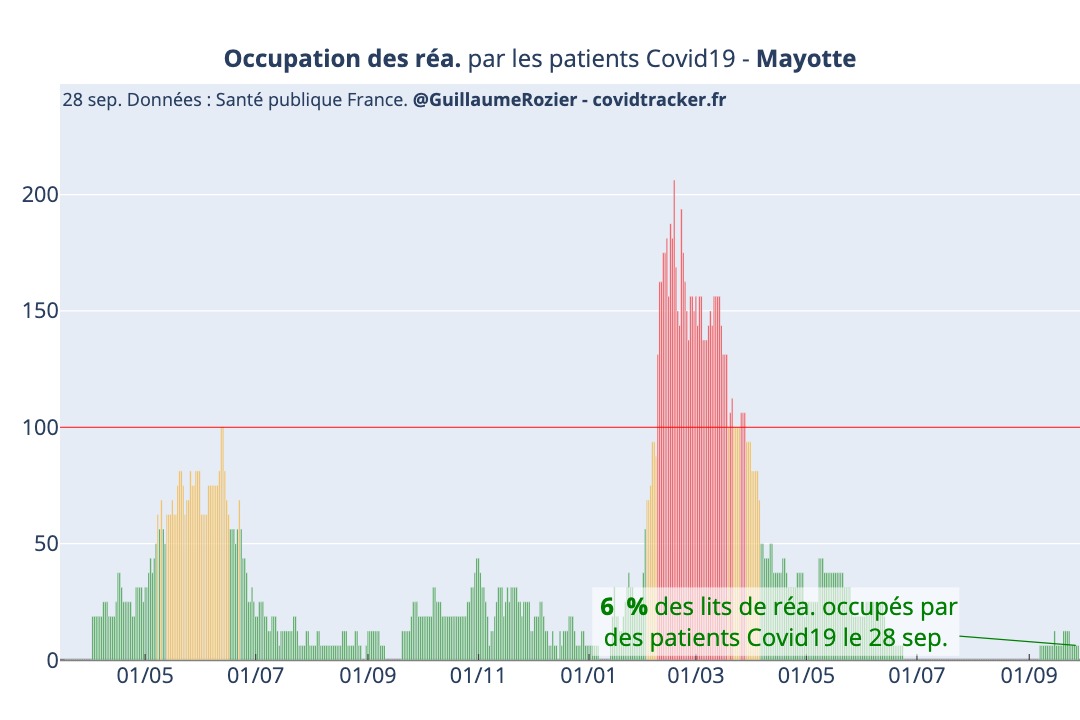 Occupation des réa. par les patients Covid19 - Mayotte
28 sep. Données : Santé publique France. @GuillaumeRozier - covidtracker.fr
200
150
100
50
0
6 % des lits de réa. occupés par
des patients Covid19 le 28 sep.
01/05 01/07 01/09 01/11 01/01 01/03 01/05 01/07 01/09